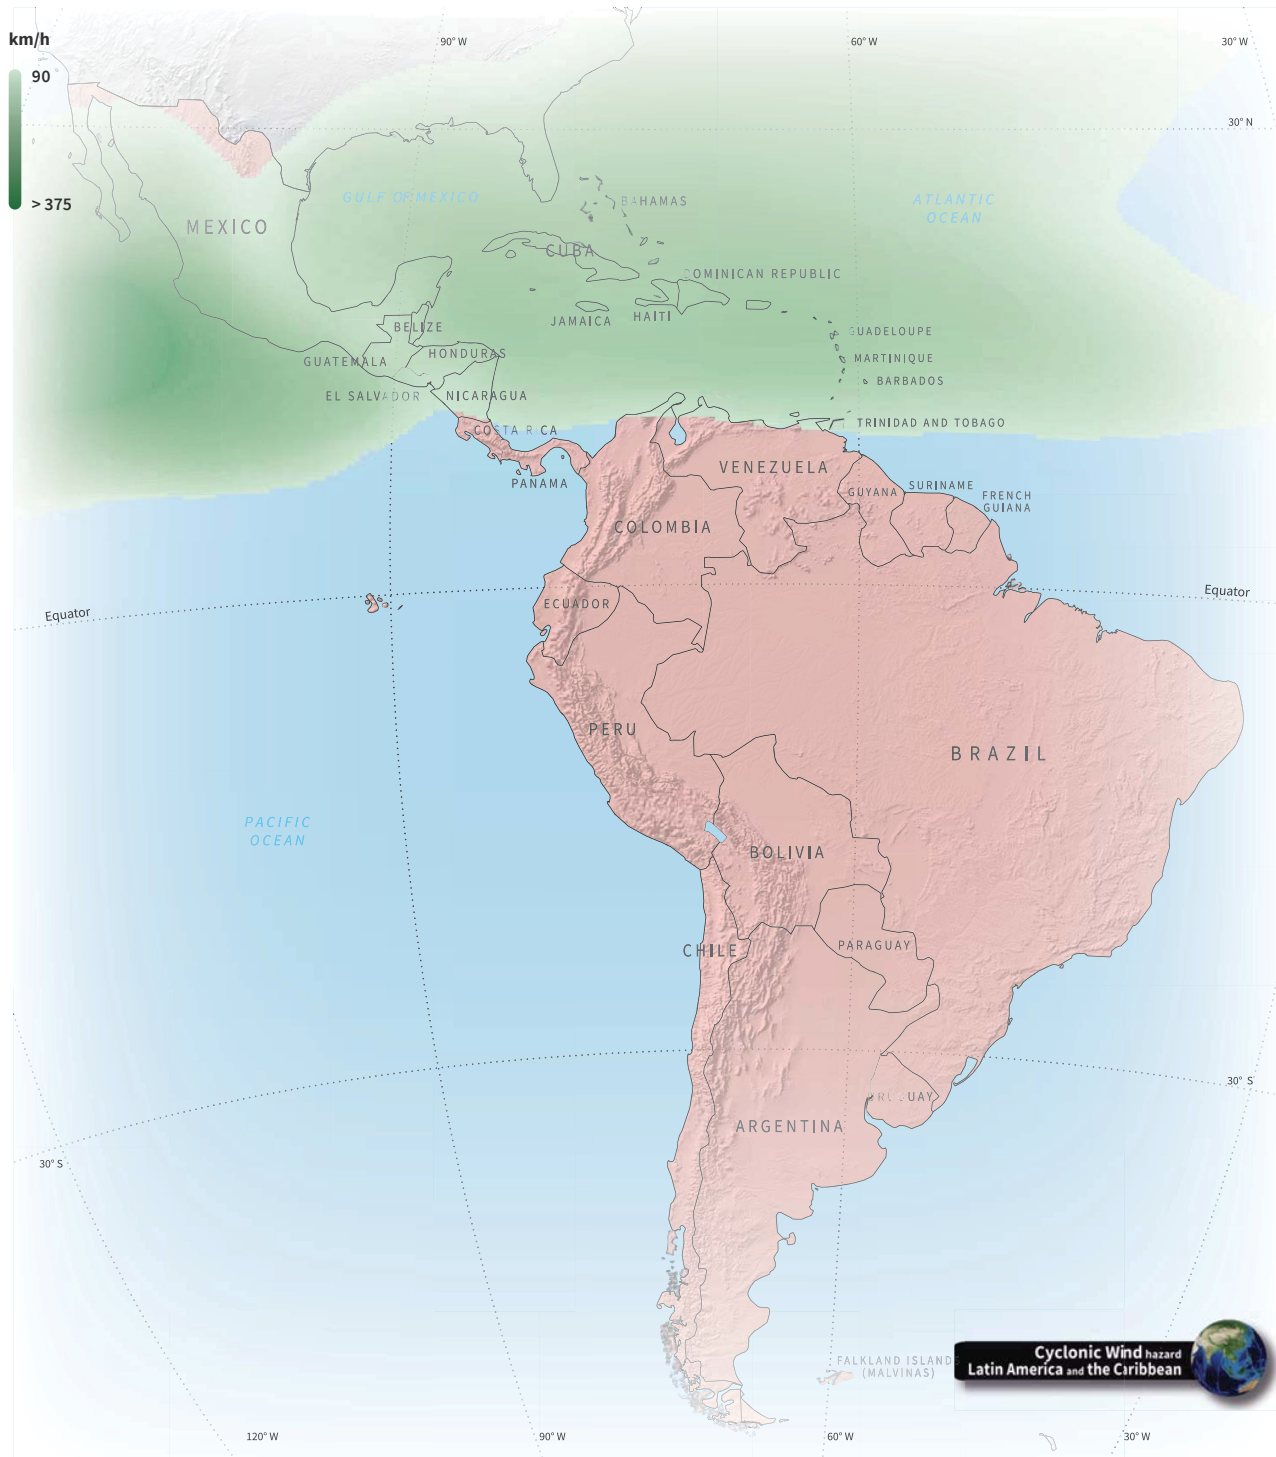 km/h
90° W
60° W
30° W
90
30° N
> 375
GULF OF MEXICO
BAHAMAS
ATLANTIC
OCEAN
MEXICO
CUBA
DOMINICAN REPUBLIC
JAMAICA
HAITI
BELIZE
GUADELOUPE
GUATEMALA
HONDURAS
MARTINIQUE
BARBADOS
EL SALVADOR
NICARAGUA
COSTA RICA
TRINIDAD AND TOBAGO
PANAMA
VENEZUELA
GUYANA
SURINAME
FRENCH
GUIANA
COLOMBIA
Equator
Equator
ECUADOR
PERU
BRAZIL
PACIFIC
OCEAN
BOLIVIA
CHILE
PARAGUAY
30° S
URUGUAY
ARGENTINA
30° S
FALKLAND ISLANDS
(MALVINAS)
Cyclonic Wind hazard
Latin America and the Caribbean
120° W
90° W
60° W
30° W